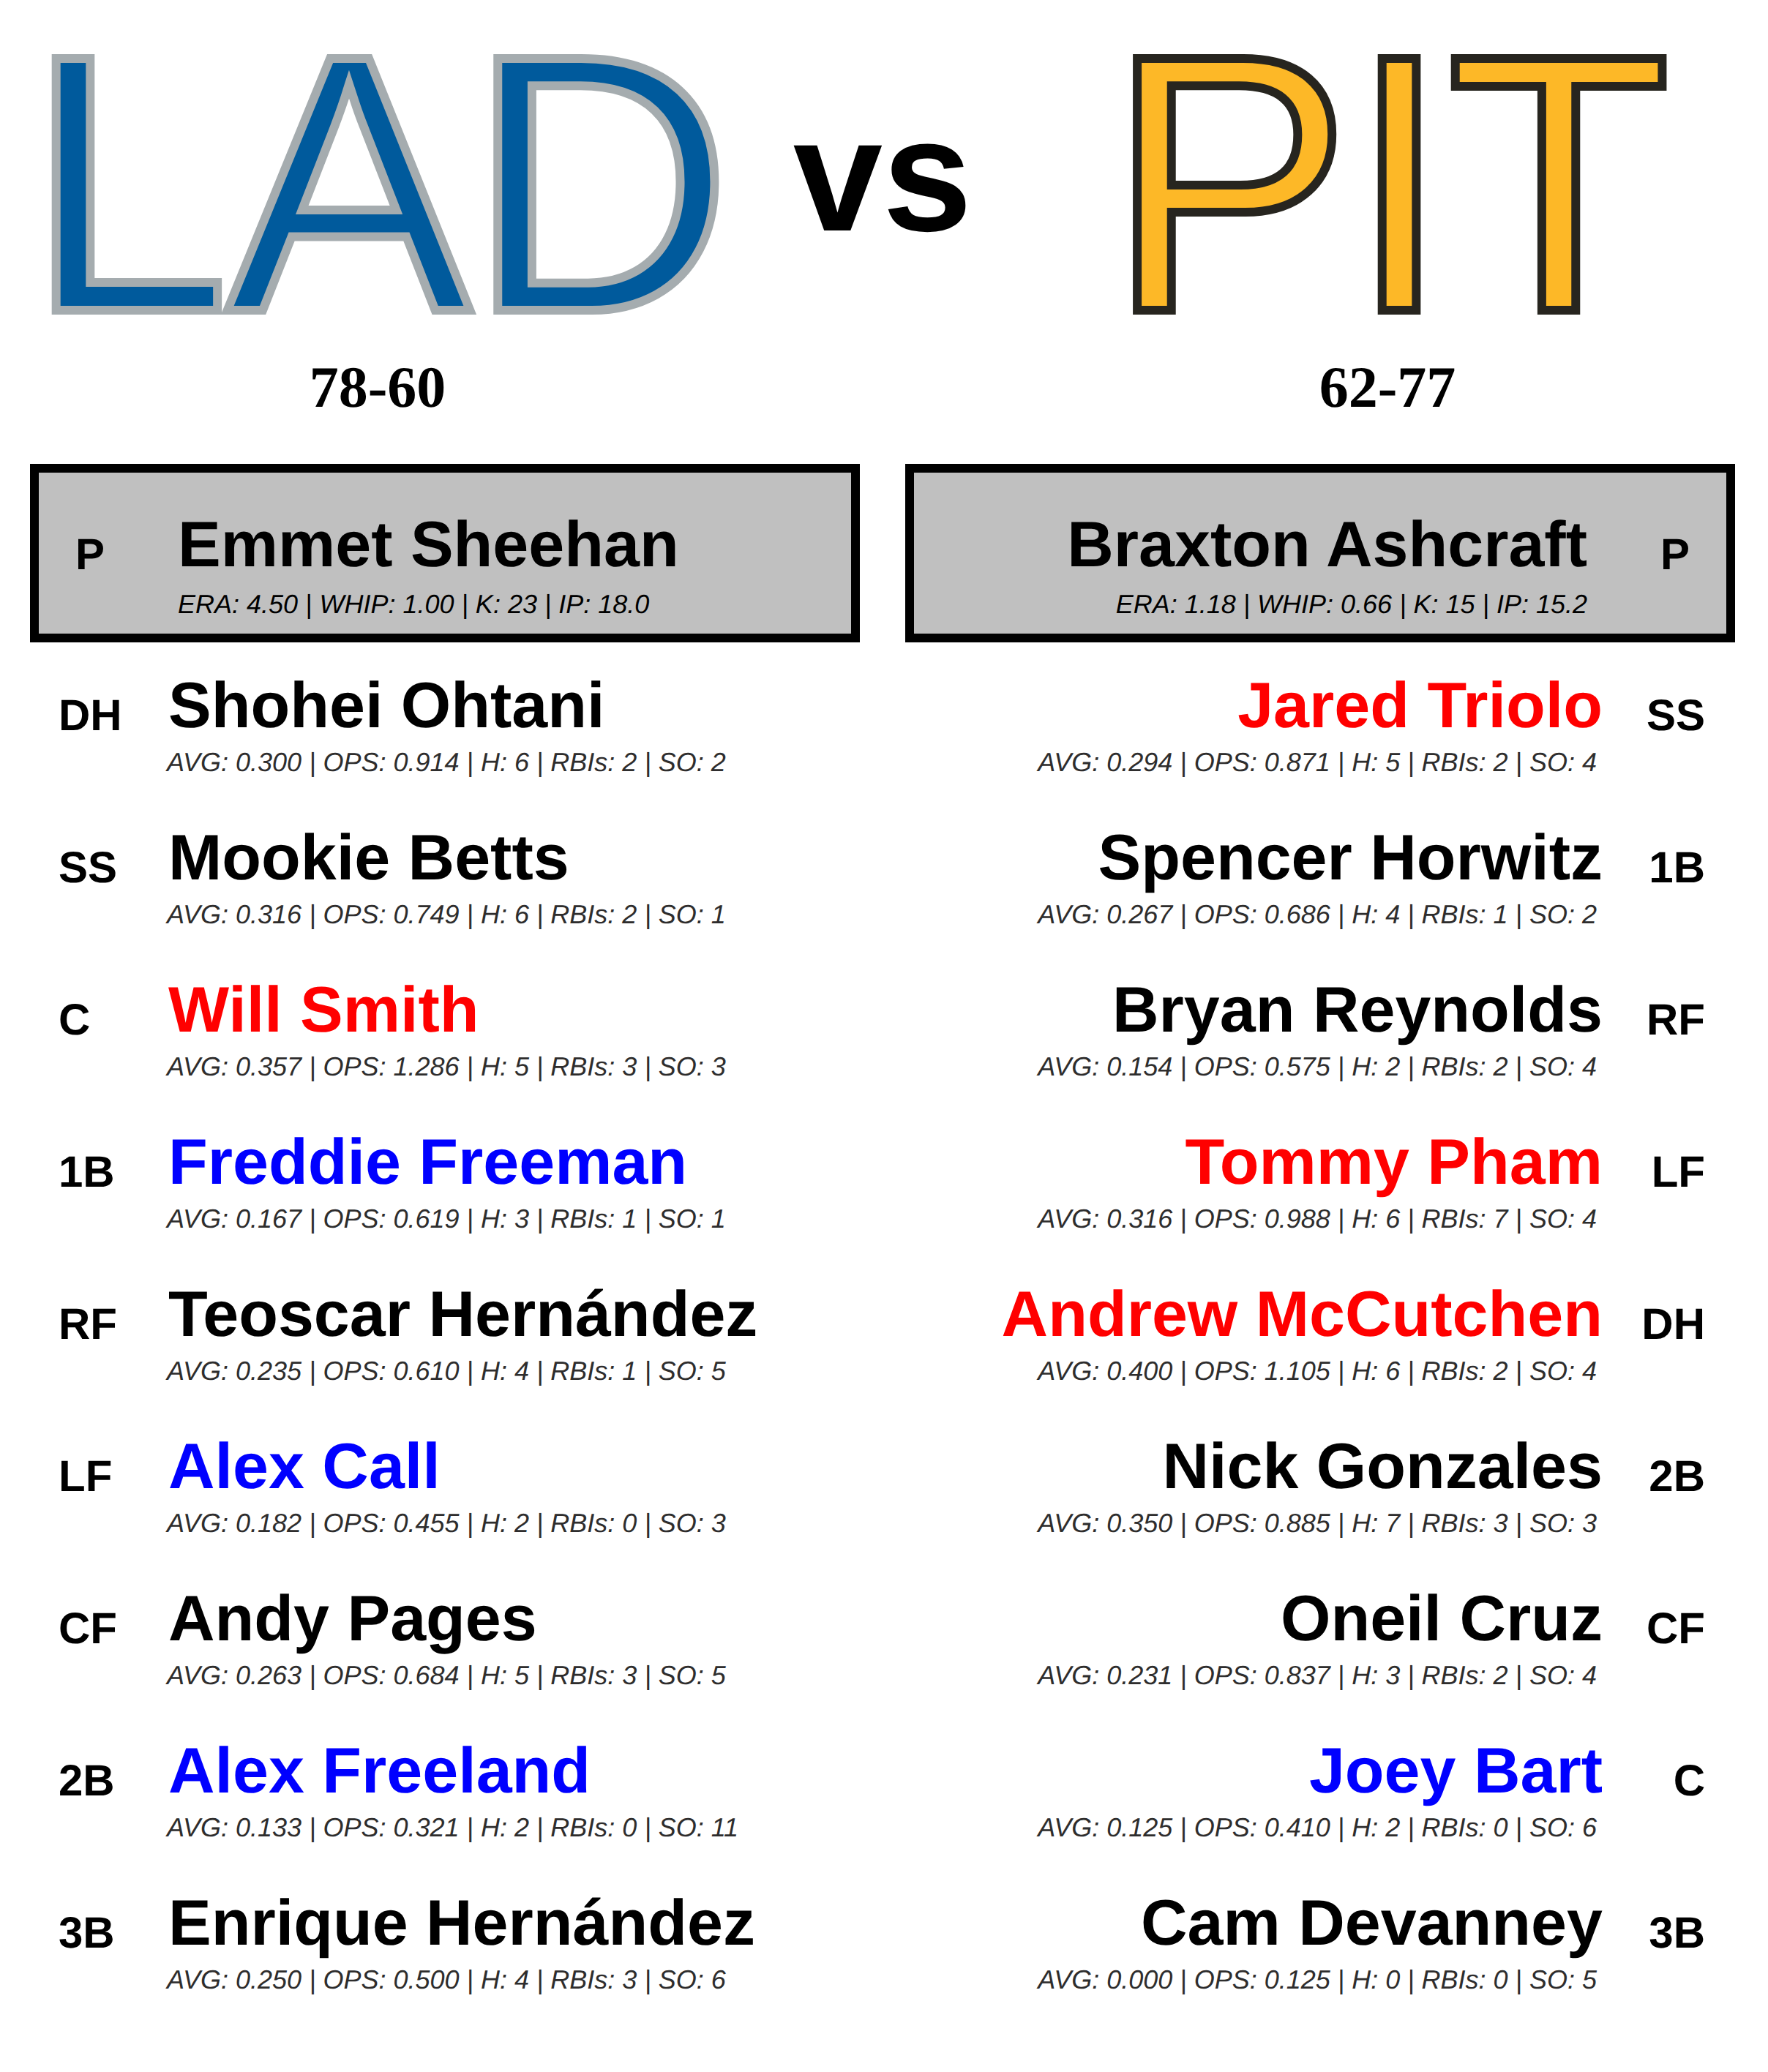 LAD vs PIT
78-60 62-77
P Emmet Sheehan
ERA: 4.50 | WHIP: 1.00 | K: 23 | IP: 18.0
Braxton Ashcraft P
ERA: 1.18 | WHIP: 0.66 | K: 15 | IP: 15.2
DH Shohei Ohtani
AVG: 0.300 | OPS: 0.914 | H: 6 | RBIs: 2 | SO: 2
SS Mookie Betts
AVG: 0.316 | OPS: 0.749 | H: 6 | RBIs: 2 | SO: 1
C Will Smith
AVG: 0.357 | OPS: 1.286 | H: 5 | RBIs: 3 | SO: 3
1B Freddie Freeman
AVG: 0.167 | OPS: 0.619 | H: 3 | RBIs: 1 | SO: 1
RF Teoscar Hernández
AVG: 0.235 | OPS: 0.610 | H: 4 | RBIs: 1 | SO: 5
LF Alex Call
AVG: 0.182 | OPS: 0.455 | H: 2 | RBIs: 0 | SO: 3
CF Andy Pages
AVG: 0.263 | OPS: 0.684 | H: 5 | RBIs: 3 | SO: 5
2B Alex Freeland
AVG: 0.133 | OPS: 0.321 | H: 2 | RBIs: 0 | SO: 11
3B Enrique Hernández
AVG: 0.250 | OPS: 0.500 | H: 4 | RBIs: 3 | SO: 6
Jared Triolo SS
AVG: 0.294 | OPS: 0.871 | H: 5 | RBIs: 2 | SO: 4
Spencer Horwitz 1B
AVG: 0.267 | OPS: 0.686 | H: 4 | RBIs: 1 | SO: 2
Bryan Reynolds RF
AVG: 0.154 | OPS: 0.575 | H: 2 | RBIs: 2 | SO: 4
Tommy Pham LF
AVG: 0.316 | OPS: 0.988 | H: 6 | RBIs: 7 | SO: 4
Andrew McCutchen DH
AVG: 0.400 | OPS: 1.105 | H: 6 | RBIs: 2 | SO: 4
Nick Gonzales 2B
AVG: 0.350 | OPS: 0.885 | H: 7 | RBIs: 3 | SO: 3
Oneil Cruz CF
AVG: 0.231 | OPS: 0.837 | H: 3 | RBIs: 2 | SO: 4
Joey Bart C
AVG: 0.125 | OPS: 0.410 | H: 2 | RBIs: 0 | SO: 6
Cam Devanney 3B
AVG: 0.000 | OPS: 0.125 | H: 0 | RBIs: 0 | SO: 5